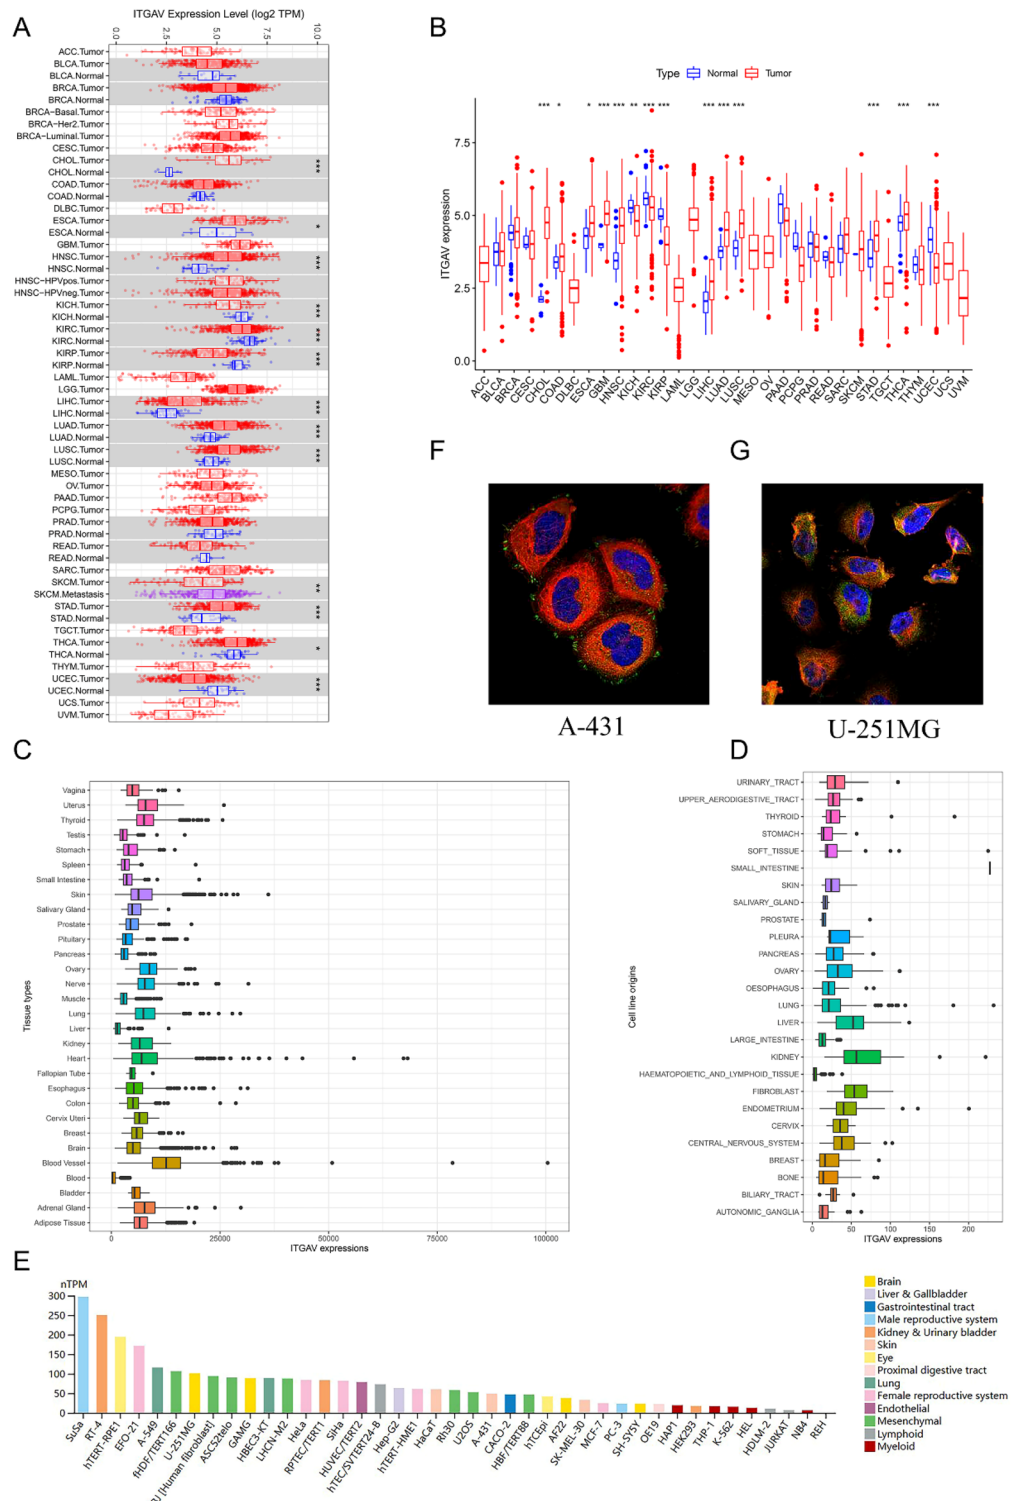 A
ITGAV Expression Level (log2 TPM)
0.0
2.5
5.0
7.5
10.0
ACC.Tumor
BLCA.Tumor
BLCA.Normal
BRCA.Tumor
BRCA.Normal
BRCA-Basal.Tumor
BRCA-Her2.Tumor
BRCA-Luminal.Tumor
CESC.Tumor
CHOL.Tumor
CHOL.Normal
COAD.Tumor
COAD.Normal
DLBC.Tumor
ESCA.Tumor
ESCA.Normal
GBM.Tumor
HNSC.Tumor
HNSC.Normal
HNSC-HPVpos.Tumor
HNSC-HPVneg.Tumor
KICH.Tumor
KICH.Normal
KIRC.Tumor
KIRC.Normal
KIRP.Tumor
KIRP.Normal
LAML.Tumor
LGG.Tumor
LIHC.Tumor
LIHC.Normal
LUAD.Tumor
LUAD.Normal
LUSC.Tumor
LUSC.Normal
MESO.Tumor
OV.Tumor
PAAD.Tumor
PCPG.Tumor
PRAD.Tumor
PRAD.Normal
READ.Tumor
READ.Normal
SARC.Tumor
SKCM.Tumor
SKCM.Metastasis
STAD.Tumor
STAD.Normal
TGCT.Tumor
THCA.Tumor
THCA.Normal
THYM.Tumor
UCEC.Tumor
UCEC.Normal
UCS.Tumor
UVM.Tumor
***
*
***
***
***
***
***
***
***
**
***
*
***
B
Type Normal Tumor
*** * * *** *** ** *** *** *** *** *** *** *** ***
ITGAV expression
7.5
5.0
2.5
0.0
ACC
BLCA
BRCA
CESC
CHOL
COAD
DLBC
ESCA
GBM
HNSC
KICH
KIRC
KIRP
LAML
LGG
LIHC
LUAD
LUSC
MESO
OV
PAAD
PCPG
PRAD
READ
SARC
SKCM
STAD
TGCT
THCA
THYM
UCEC
UCS
UVM
F
A-431
G
U-251MG
C
Tissue types
Vagina
Uterus
Thyroid
Testis
Stomach
Spleen
Small Intestine
Skin
Salivary Gland
Prostate
Pituitary
Pancreas
Ovary
Nerve
Muscle
Lung
Liver
Kidney
Heart
Fallopian Tube
Esophagus
Colon
Cervix Uteri
Breast
Brain
Blood Vessel
Blood
Bladder
Adrenal Gland
Adipose Tissue
0
25000
50000
75000
100000
ITGAV expressions
D
Cell line origins
URINARY_TRACT
UPPER_AERODIGESTIVE_TRACT
THYROID
STOMACH
SOFT_TISSUE
SMALL_INTESTINE
SKIN
SALIVARY_GLAND
PROSTATE
PLEURA
PANCREAS
OVARY
OESOPHAGUS
LUNG
LIVER
LARGE_INTESTINE
KIDNEY
HAEMATOPOIETIC_AND_LYMPHOID_TISSUE
FIBROBLAST
ENDOMETRIUM
CERVIX
CENTRAL_NERVOUS_SYSTEM
BREAST
BONE
BILIARY_TRACT
AUTONOMIC_GANGLIA
0
50
100
150
200
ITGAV expressions
E
nTPM
300
250
200
150
100
50
0
SuSa
RT-4
hTERT-RPE1
EFO-21
A-549
fHDF/TERT166
U-251MG
BJ [Human fibroblast]
ASC52telo
GAMG
HBEC3-KT
LHCN-M2
HeLa
RPTEC/TERT1
SiHa
HUVEC/TERT2
hTEC/SVTERT24-B
Hep-G2
hTERT-HME1
HaCaT
Rh30
U2OS
A-431
CACO-2
HBF/TERT88
hTCEpi
AF22
SK-MEL-30
MCF-7
PC-3
SH-SY5Y
OE19
HAP1
HEK293
THP-1
K-562
HEL
HDLM-2
JURKAT
NB4
REH
Brain
Liver & Gallbladder
Gastrointestinal tract
Male reproductive system
Kidney & Urinary bladder
Skin
Eye
Proximal digestive tract
Lung
Female reproductive system
Endothelial
Mesenchymal
Lymphoid
Myeloid